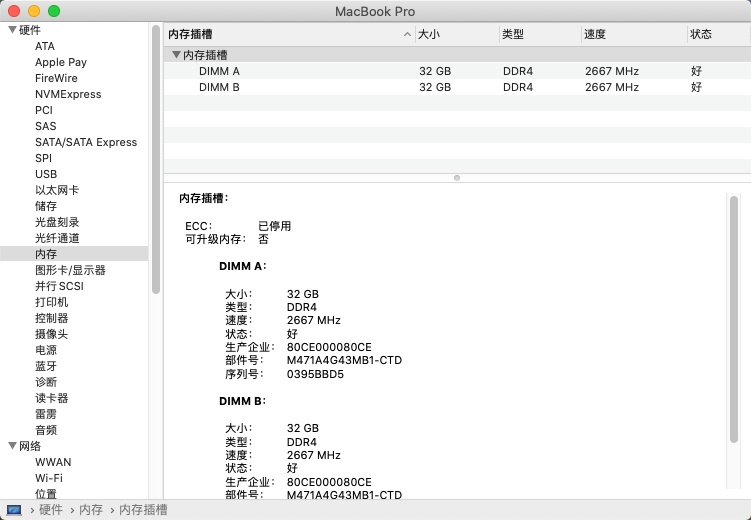 MacBook Pro
硬件
ATA
Apple Pay
FireWire
NVMExpress
PCI
SAS
SATA/SATA Express
SPI
USB
以太网卡
储存
光盘刻录
光纤通道
内存
图形卡/显示器
并行 SCSI
打印机
控制器
摄像头
电源
蓝牙
诊断
读卡器
雷雳
音频
网络
WWAN
Wi-Fi
位置
内存插槽 大小 类型 速度 状态
内存插槽
DIMM A 32 GB DDR4 2667 MHz 好
DIMM B 32 GB DDR4 2667 MHz 好
内存插槽:
ECC: 已停用
可升级内存: 否
DIMM A:
大小: 32 GB
类型: DDR4
速度: 2667 MHz
状态: 好
生产企业: 80CE000080CE
部件号: M471A4G43MB1-CTD
序列号: 0395BBD5
DIMM B:
大小: 32 GB
类型: DDR4
速度: 2667 MHz
状态: 好
生产企业: 80CE000080CE
部件号: M471A4G43MB1-CTD
硬件 › 内存 › 内存插槽